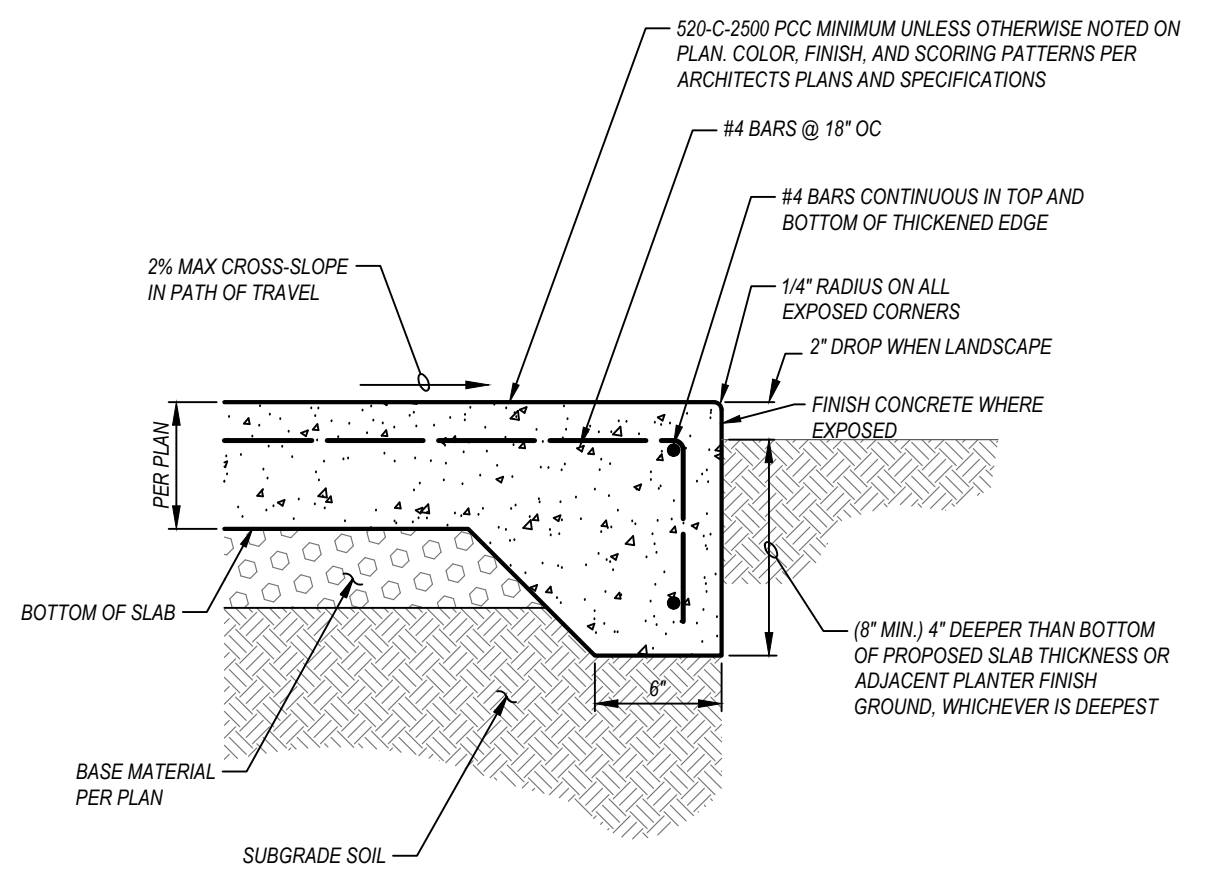 520-C-2500 PCC MINIMUM UNLESS OTHERWISE NOTED ON
PLAN. COLOR, FINISH, AND SCORING PATTERNS PER
ARCHITECTS PLANS AND SPECIFICATIONS
#4 BARS @ 18" OC
#4 BARS CONTINUOUS IN TOP AND
BOTTOM OF THICKENED EDGE
2% MAX CROSS-SLOPE
IN PATH OF TRAVEL
1/4" RADIUS ON ALL
EXPOSED CORNERS
2" DROP WHEN LANDSCAPE
FINISH CONCRETE WHERE
EXPOSED
PER PLAN
BOTTOM OF SLAB
(8" MIN.) 4" DEEPER THAN BOTTOM
OF PROPOSED SLAB THICKNESS OR
ADJACENT PLANTER FINISH
GROUND, WHICHEVER IS DEEPEST
6"
BASE MATERIAL
PER PLAN
SUBGRADE SOIL